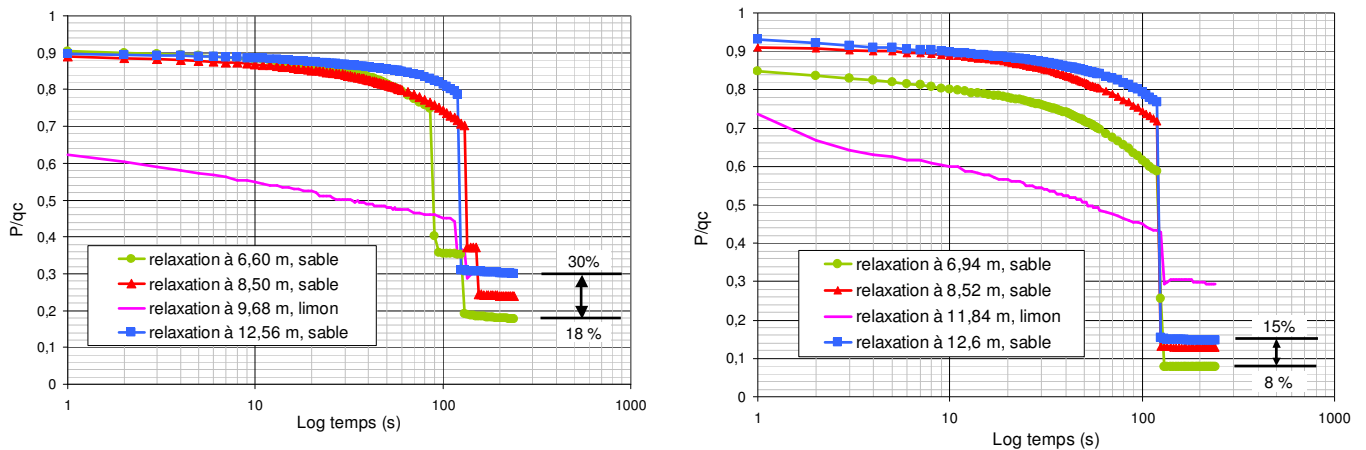 P/qc
1
0,9
0,8
0,7
0,6
0,5
0,4
0,3
0,2
0,1
0
1
10
100
1000
Log temps (s)
relaxation à 6,60 m, sable
relaxation à 8,50 m, sable
relaxation à 9,68 m, limon
relaxation à 12,56 m, sable
30%
18 %
P/qc
1
0,9
0,8
0,7
0,6
0,5
0,4
0,3
0,2
0,1
0
1
10
100
1000
Log temps (s)
relaxation à 6,94 m, sable
relaxation à 8,52 m, sable
relaxation à 11,84 m, limon
relaxation à 12,6 m, sable
15%
8 %